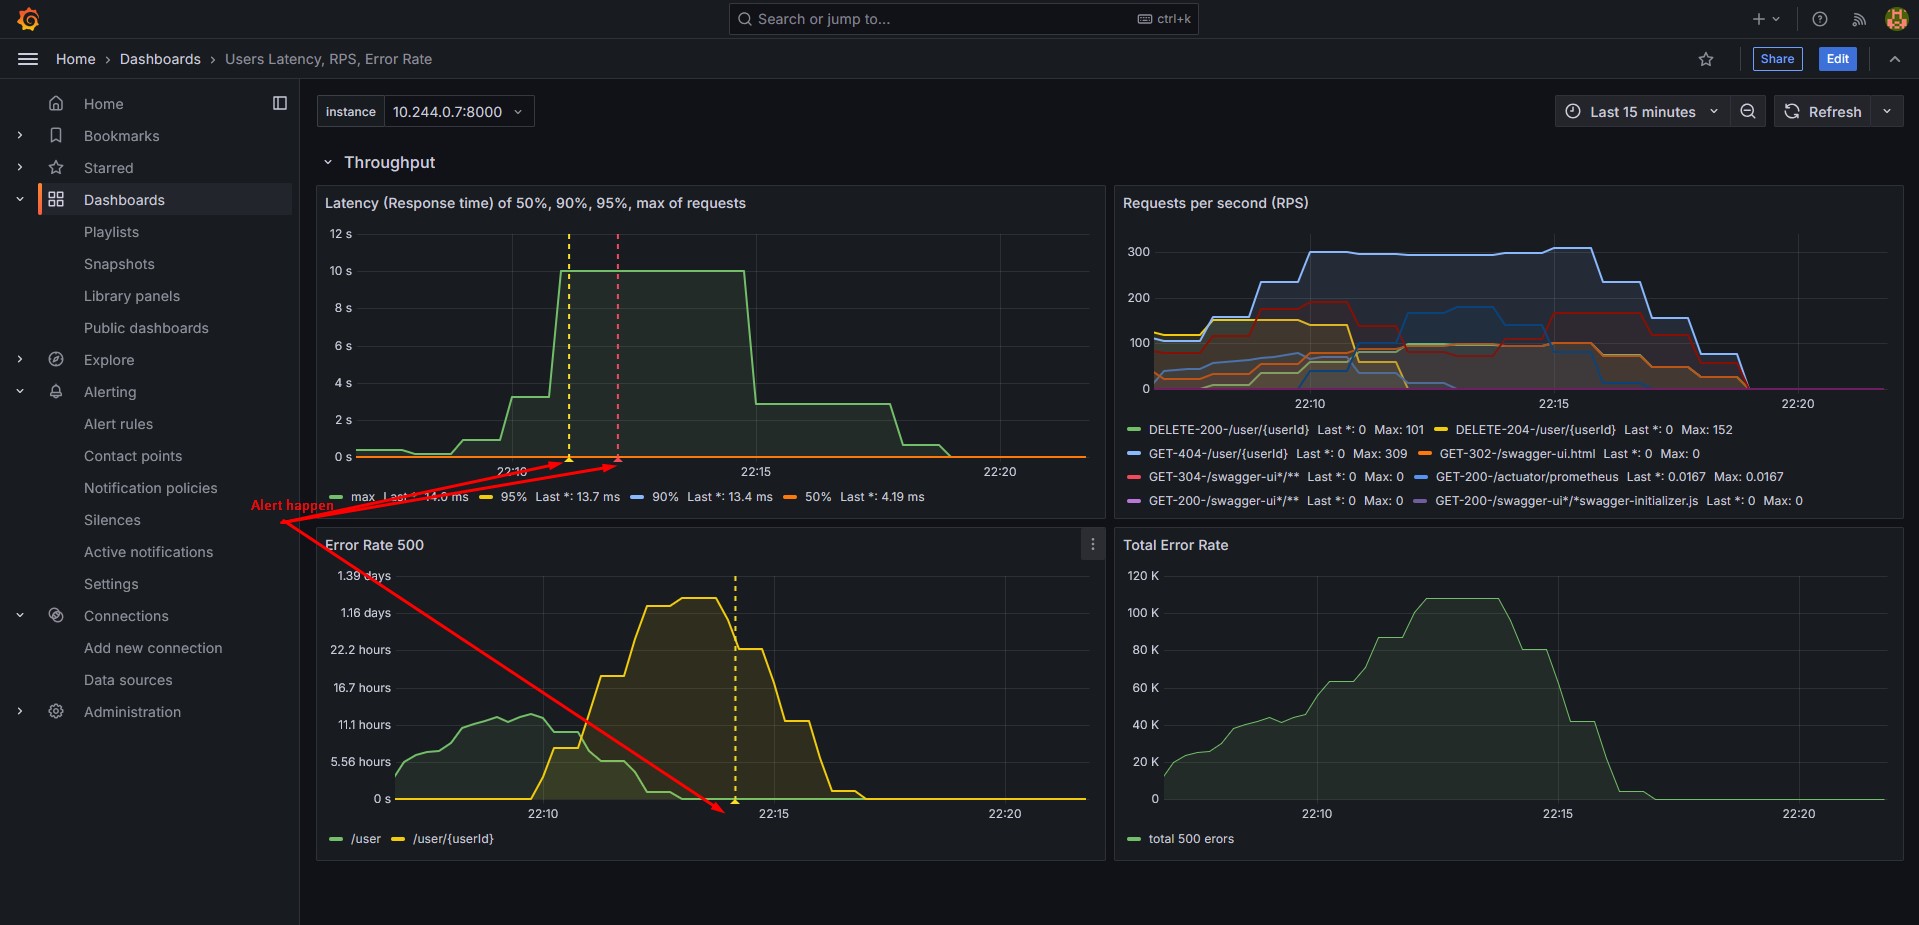 Search or jump to... ctrl+k
Home › Dashboards › Users Latency, RPS, Error Rate Share Edit
Home
Bookmarks
Starred
Dashboards
Playlists
Snapshots
Library panels
Public dashboards
Explore
Alerting
Alert rules
Contact points
Notification policies
Silences
Active notifications
Settings
Connections
Add new connection
Data sources
Administration
Alert happen
instance 10.244.0.7:8000 Last 15 minutes Refresh
Throughput
Latency (Response time) of 50%, 90%, 95%, max of requests
12 s
10 s
8 s
6 s
4 s
2 s
0 s
22:10 22:15 22:20
max Last *: 14.0 ms 95% Last *: 13.7 ms 90% Last *: 13.4 ms 50% Last *: 4.19 ms
Requests per second (RPS)
300
200
100
0
22:10 22:15 22:20
DELETE-200-/user/{userId} Last *: 0 Max: 101 DELETE-204-/user/{userId} Last *: 0 Max: 152
GET-404-/user/{userId} Last *: 0 Max: 309 GET-302-/swagger-ui.html Last *: 0 Max: 0
GET-304-/swagger-ui*/** Last *: 0 Max: 0 GET-200-/actuator/prometheus Last *: 0.0167 Max: 0.0167
GET-200-/swagger-ui*/** Last *: 0 Max: 0 GET-200-/swagger-ui*/*swagger-initializer.js Last *: 0 Max: 0
Error Rate 500
1.39 days
1.16 days
22.2 hours
16.7 hours
11.1 hours
5.56 hours
0 s
22:10 22:15 22:20
/user /user/{userId}
Total Error Rate
120 K
100 K
80 K
60 K
40 K
20 K
0
22:10 22:15 22:20
total 500 erors